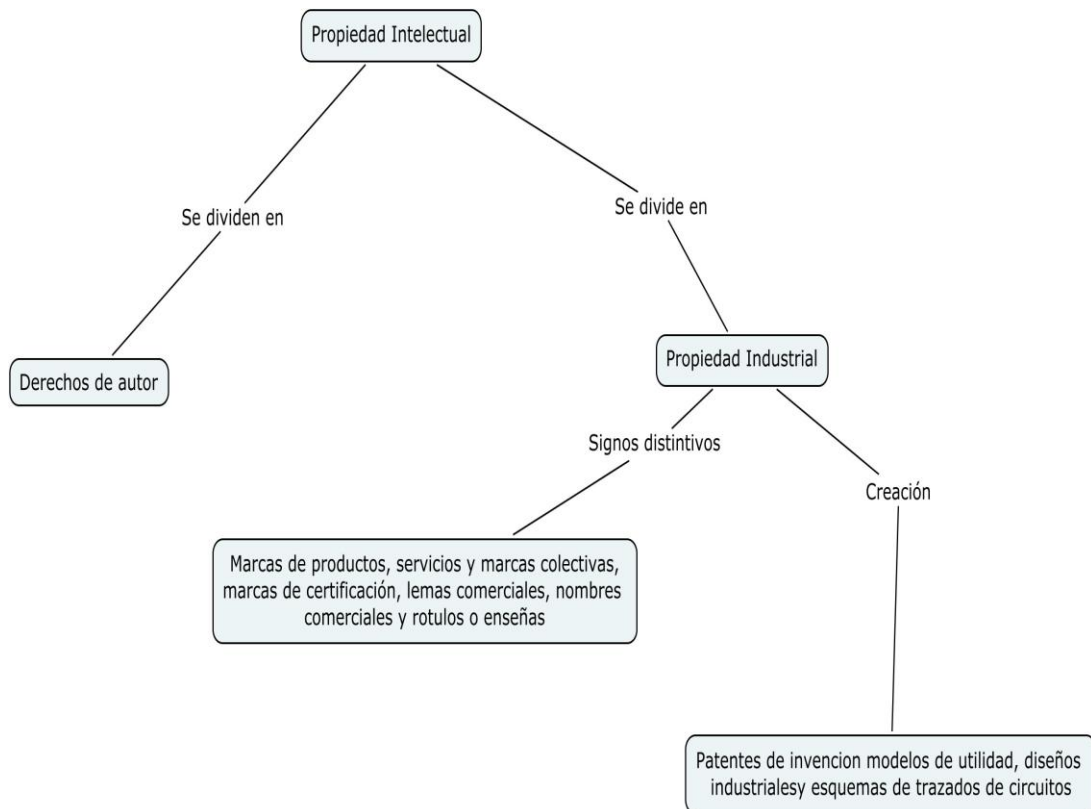 Propiedad Intelectual
Se dividen en
Se divide en
Derechos de autor
Propiedad Industrial
Signos distintivos
Creación
Marcas de productos, servicios y marcas colectivas,
marcas de certificación, lemas comerciales, nombres
comerciales y rotulos o enseñas
Patentes de invencion modelos de utilidad, diseños
industrialesy esquemas de trazados de circuitos